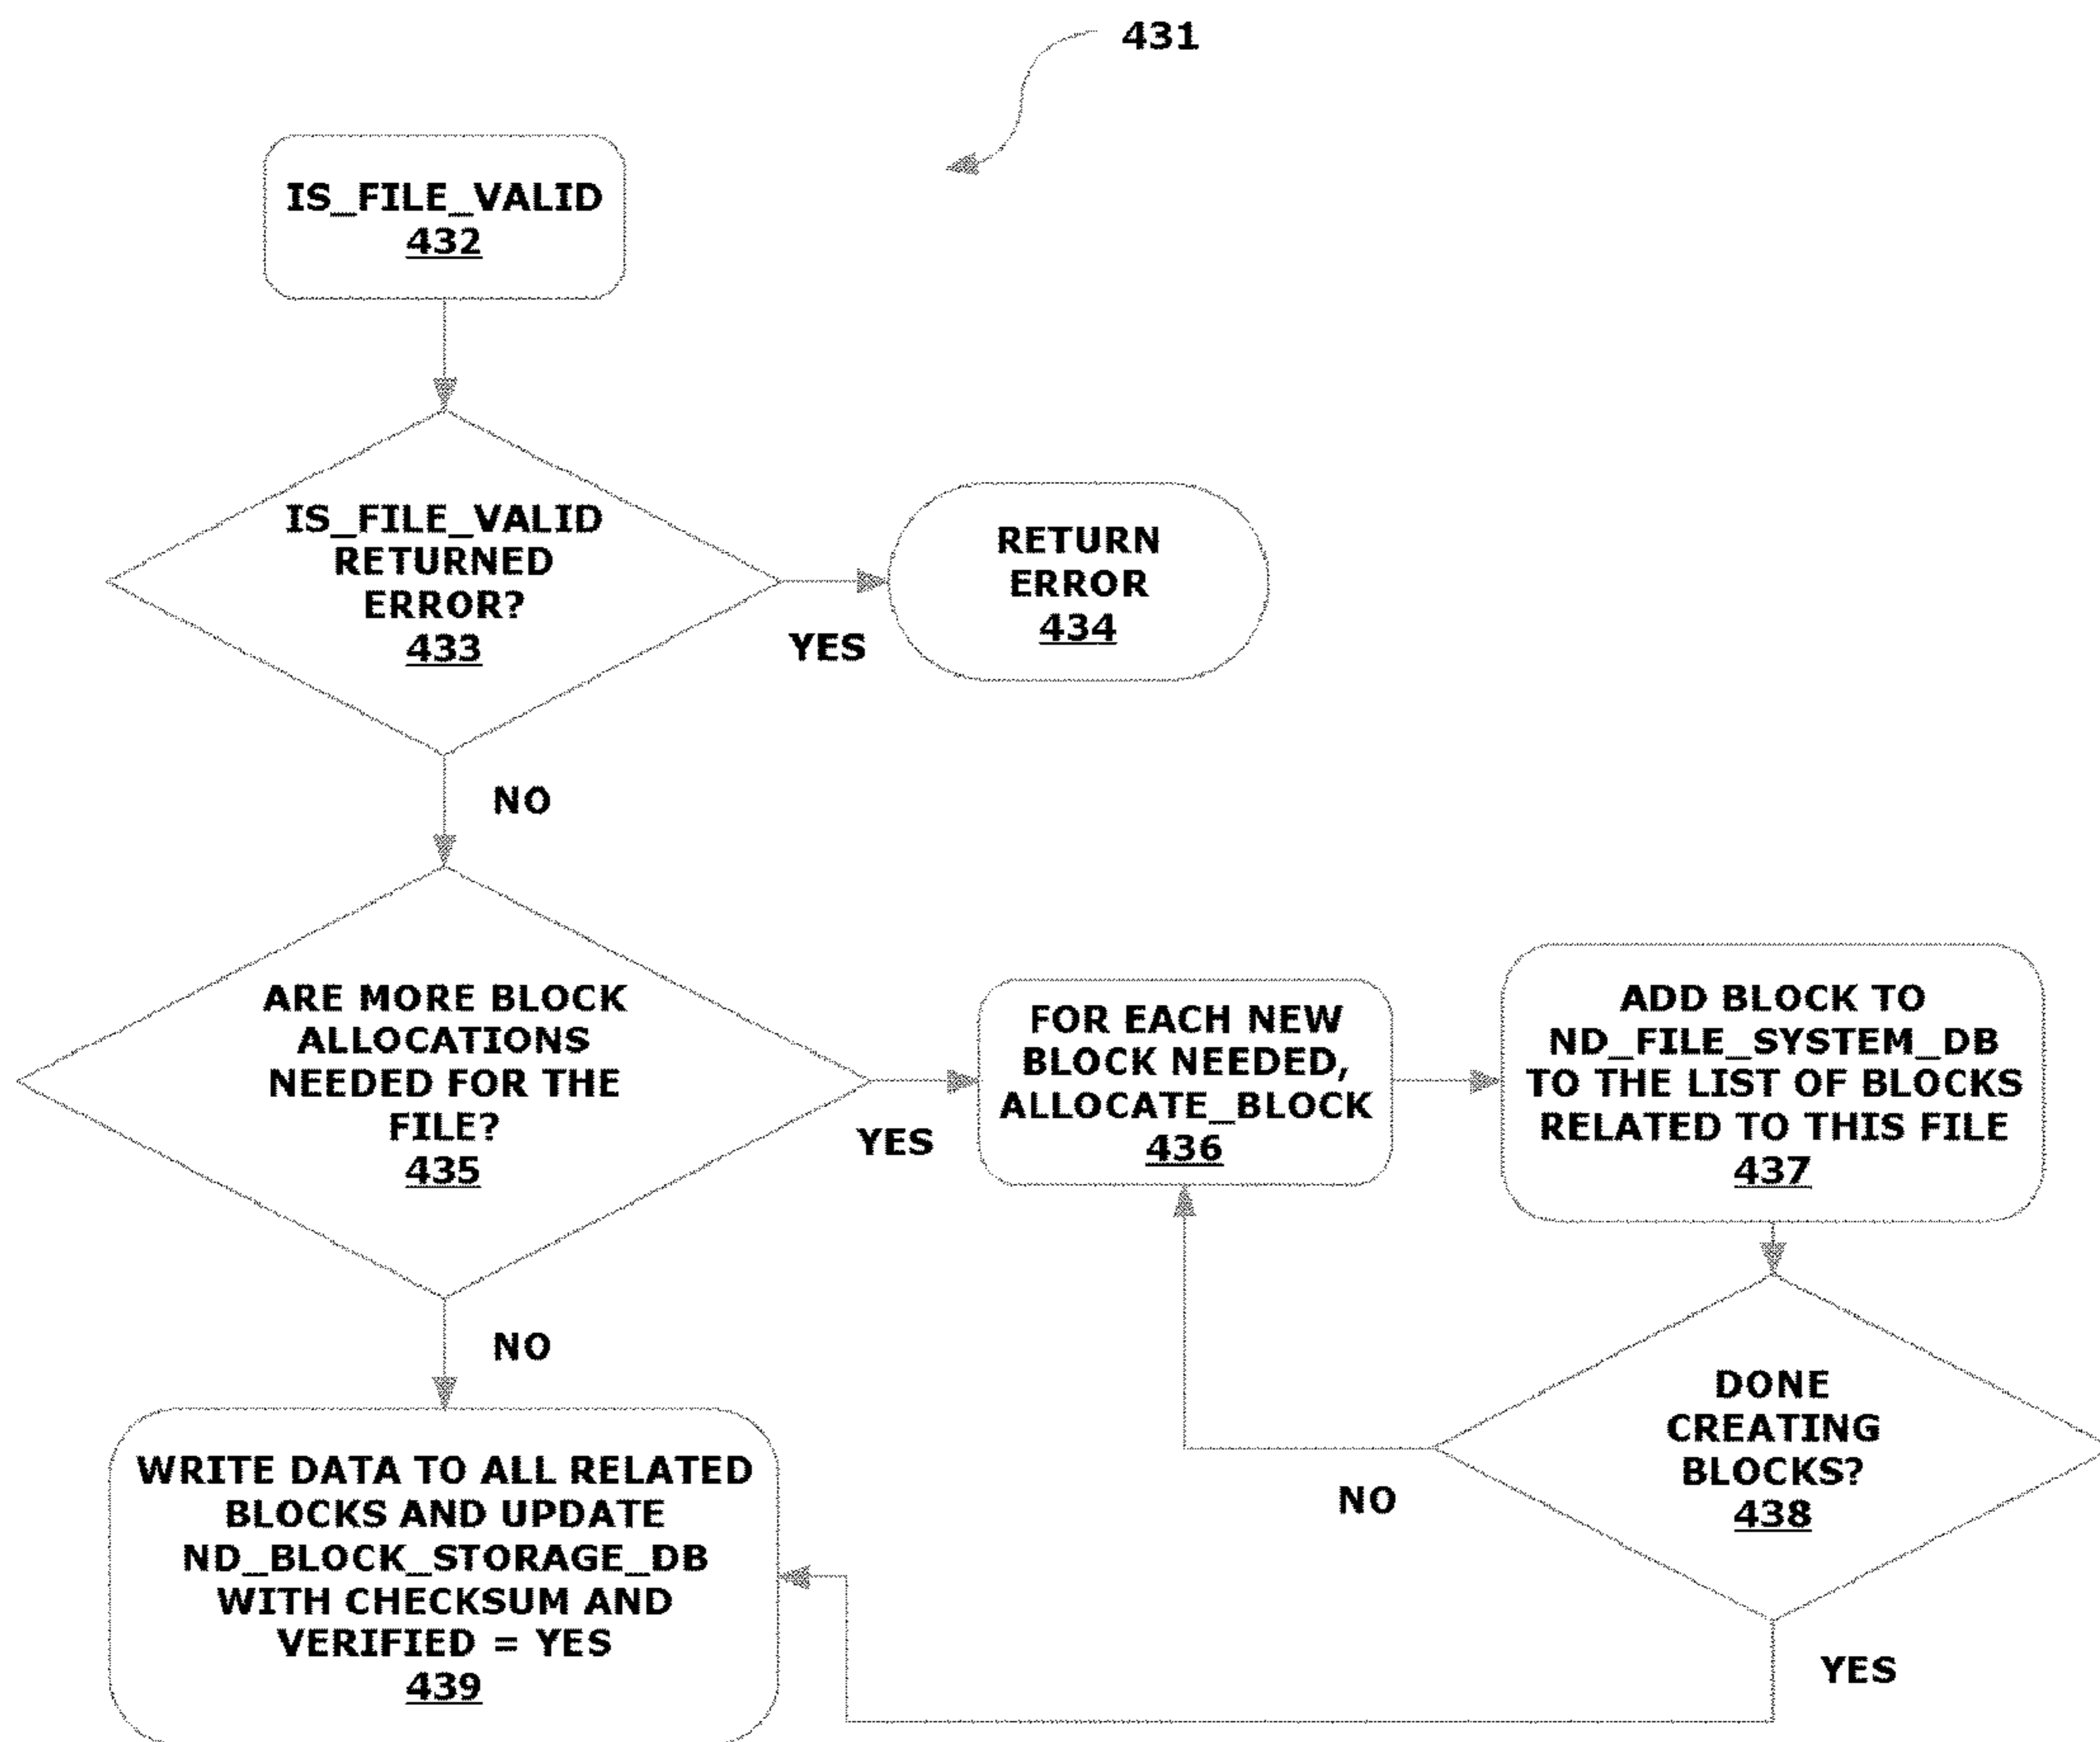 431
IS_FILE_VALID
432
IS_FILE_VALID
RETURNED
ERROR?
433
YES
RETURN
ERROR
434
NO
ARE MORE BLOCK
ALLOCATIONS
NEEDED FOR THE
FILE?
435
YES
FOR EACH NEW
BLOCK NEEDED,
ALLOCATE_BLOCK
436
ADD BLOCK TO
ND_FILE_SYSTEM_DB
TO THE LIST OF BLOCKS
RELATED TO THIS FILE
437
DONE
CREATING
BLOCKS?
438
NO
YES
NO
WRITE DATA TO ALL RELATED
BLOCKS AND UPDATE
ND_BLOCK_STORAGE_DB
WITH CHECKSUM AND
VERIFIED = YES
439